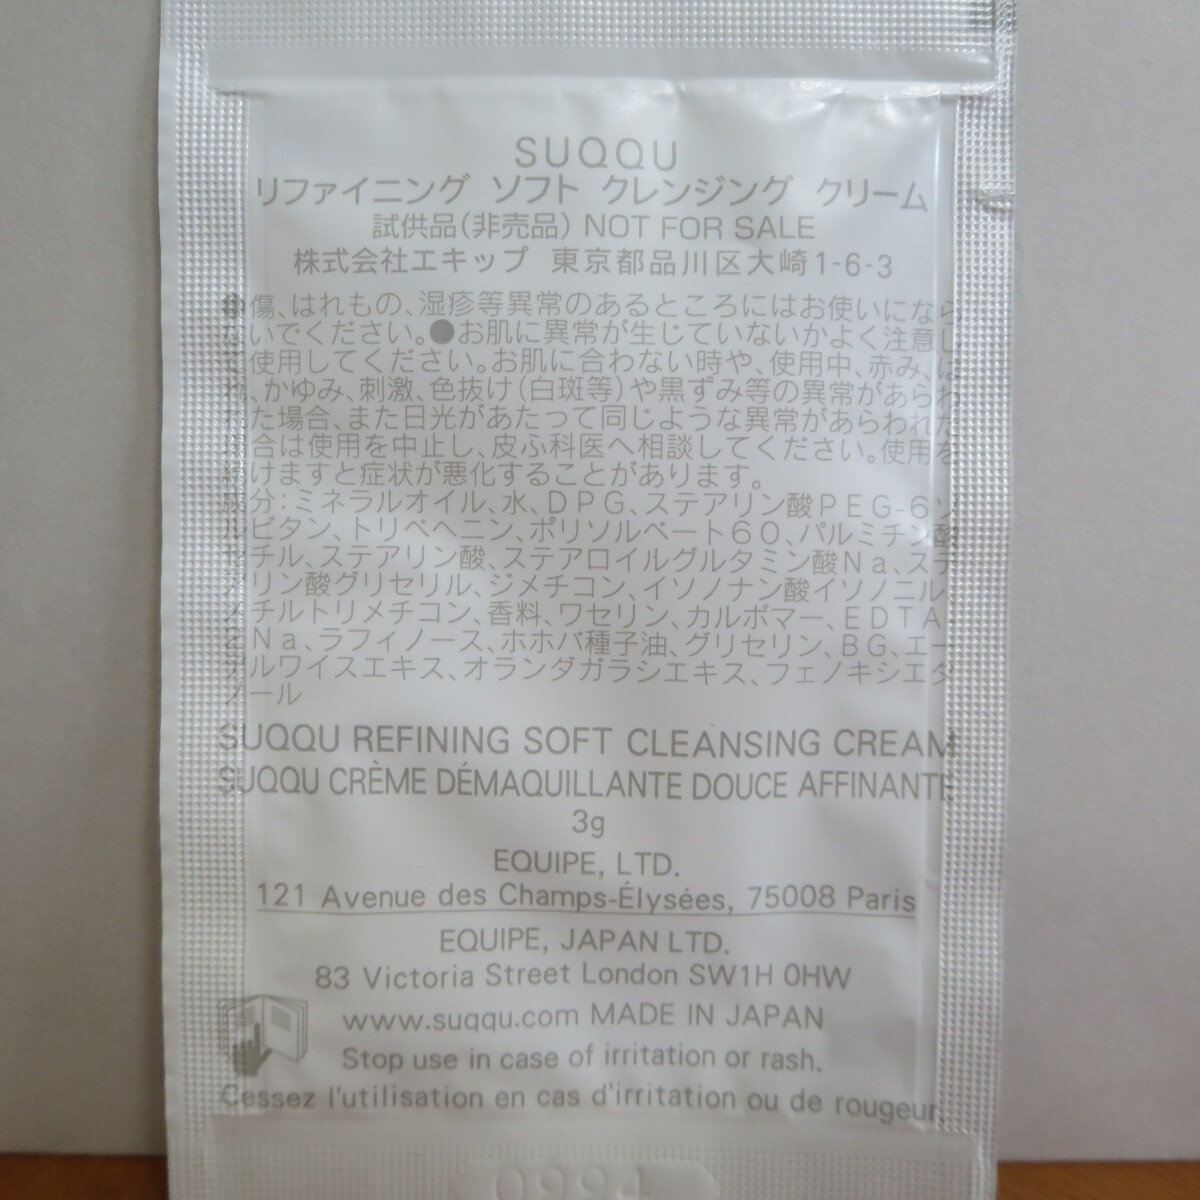 SUQQU
リファイニング ソフト クレンジング クリーム
試供品(非売品) NOT FOR SALE
株式会社エキップ 東京都品川区大崎1-6-3
●傷、はれもの、湿疹等異常のあるところにはお使いになら
ないでください。●お肌に異常が生じていないかよく注意し
て使用してください。お肌に合わない時や、使用中、赤み、は
れ、かゆみ、刺激、色抜け(白斑等)や黒ずみ等の異常があらわ
れた場合、また日光があたって同じような異常があらわれた
場合は使用を中止し、皮ふ科医へ相談してください。使用を
続けますと症状が悪化することがあります。
成分:ミネラルオイル、水、DPG、ステアリン酸PEG-6ソ
ルビタン、トリベヘニン、ポリソルベート60、パルミチン酸
セチル、ステアリン酸、ステアロイルグルタミン酸Na、ステ
アリン酸グリセリル、ジメチコン、イソノナン酸イソノニル、
メチルトリメチコン、香料、ワセリン、カルボマー、EDTA-
2Na、ラフィノース、ホホバ種子油、グリセリン、BG、エー
デルワイスエキス、オランダガラシエキス、フェノキシエタ
ノール
SUQQU REFINING SOFT CLEANSING CREAM
SUQQU CRÈME DÉMAQUILLANTE DOUCE AFFINANTE
3g
EQUIPE, LTD.
121 Avenue des Champs-Élysées, 75008 Paris
EQUIPE, JAPAN LTD.
83 Victoria Street London SW1H 0HW
www.suqqu.com MADE IN JAPAN
Stop use in case of irritation or rash.
Cessez l'utilisation en cas d'irritation ou de rougeur.
0994